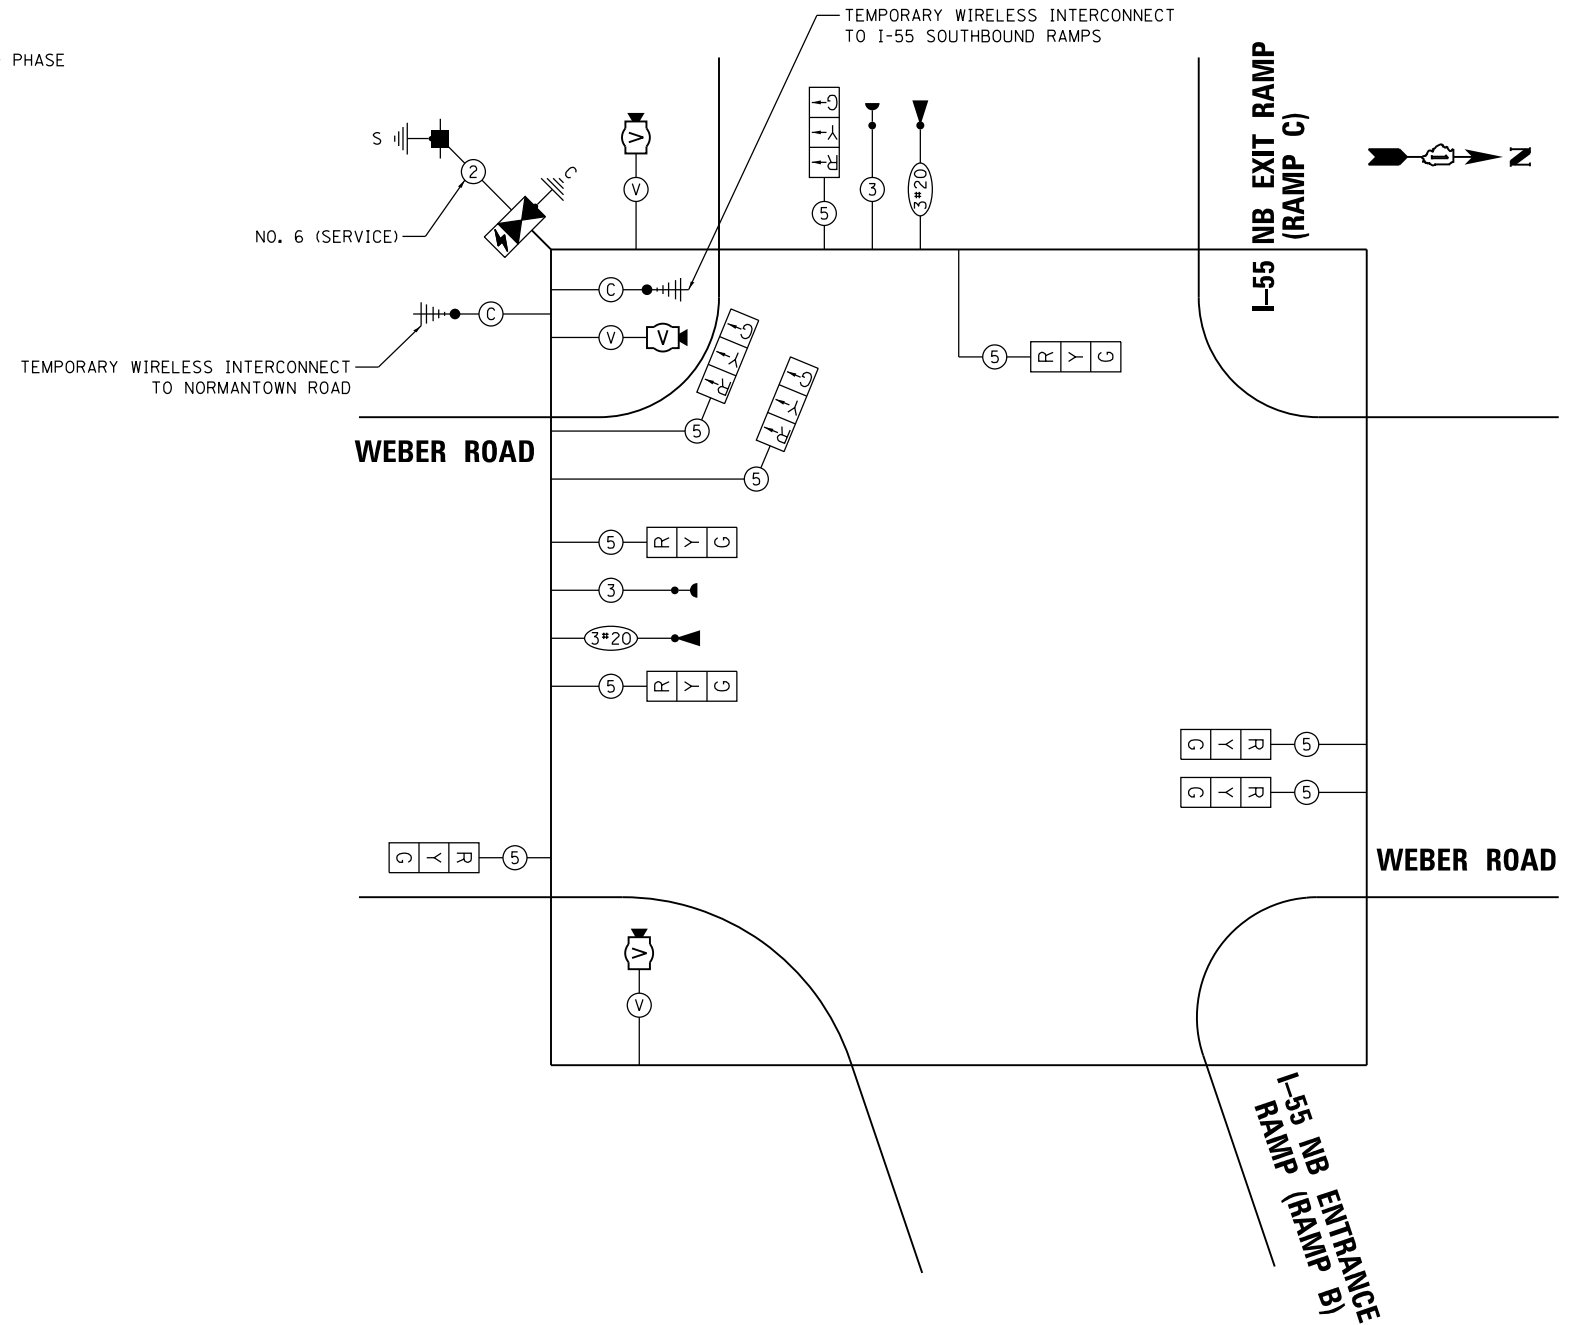 TEMPORARY WIRELESS INTERCONNECT
TO I-55 SOUTHBOUND RAMPS
PHASE
I-55 NB EXIT RAMP
(RAMP C)
N
S
2
C
NO. 6 (SERVICE)
V
V
G
Y
R
5
3
3#20
C
C
V
V
TEMPORARY WIRELESS INTERCONNECT
TO NORMANTOWN ROAD
G
Y
R
5
G
Y
R
5
5 R Y G
WEBER ROAD
5 R Y G
3
3#20
5 R Y G
G Y R 5
G Y R 5
G Y R 5
WEBER ROAD
V
V
I-55 NB ENTRANCE
RAMP (RAMP B)